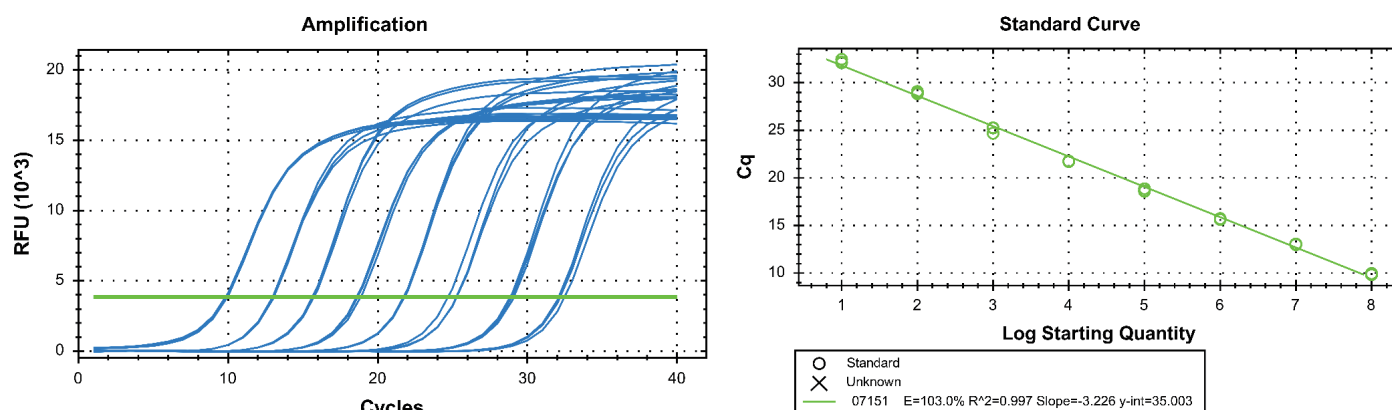 Amplification
20
15
10
5
0
RFU (10^3)
0 10 20 30 40
Cycles
Standard Curve
30
25
20
15
10
Cq
1 2 3 4 5 6 7 8
Log Starting Quantity
Standard
Unknown
07151 E=103.0% R^2=0.997 Slope=-3.226 y-int=35.003